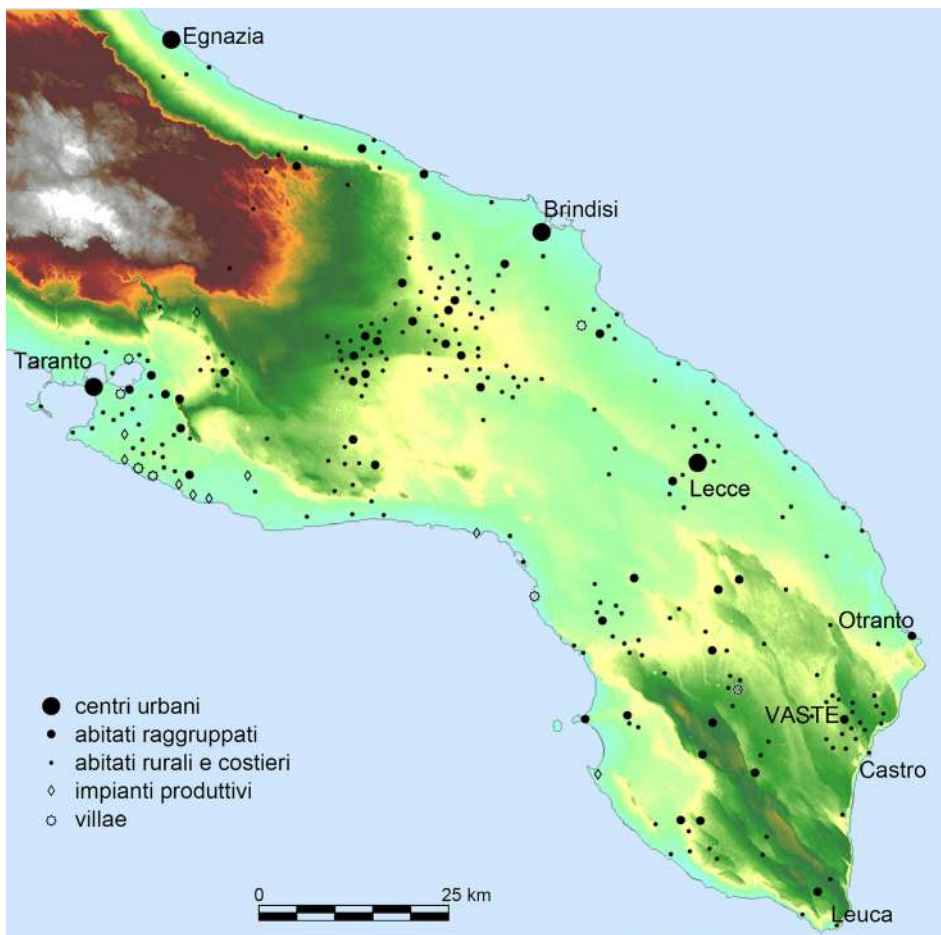 Egnazia
Brindisi
Taranto
Lecce
Otranto
VASTE
Castro
Leuca
centri urbani
abitati raggruppati
abitati rurali e costieri
impianti produttivi
villae
0 25 km